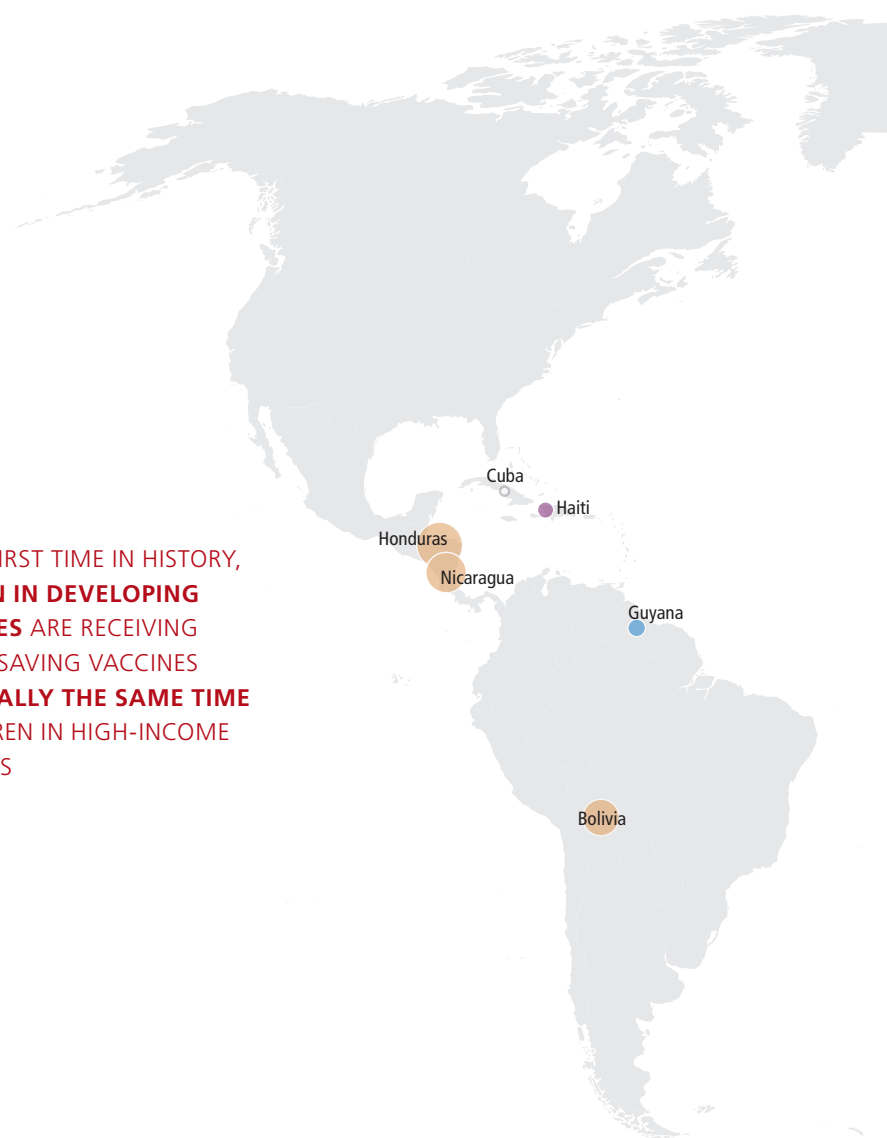 Cuba
Haiti
Honduras
Nicaragua
IRST TIME IN HISTORY,
N IN DEVELOPING
ES ARE RECEIVING
SAVING VACCINES
ALLY THE SAME TIME
REN IN HIGH-INCOME
S
Guyana
Bolivia